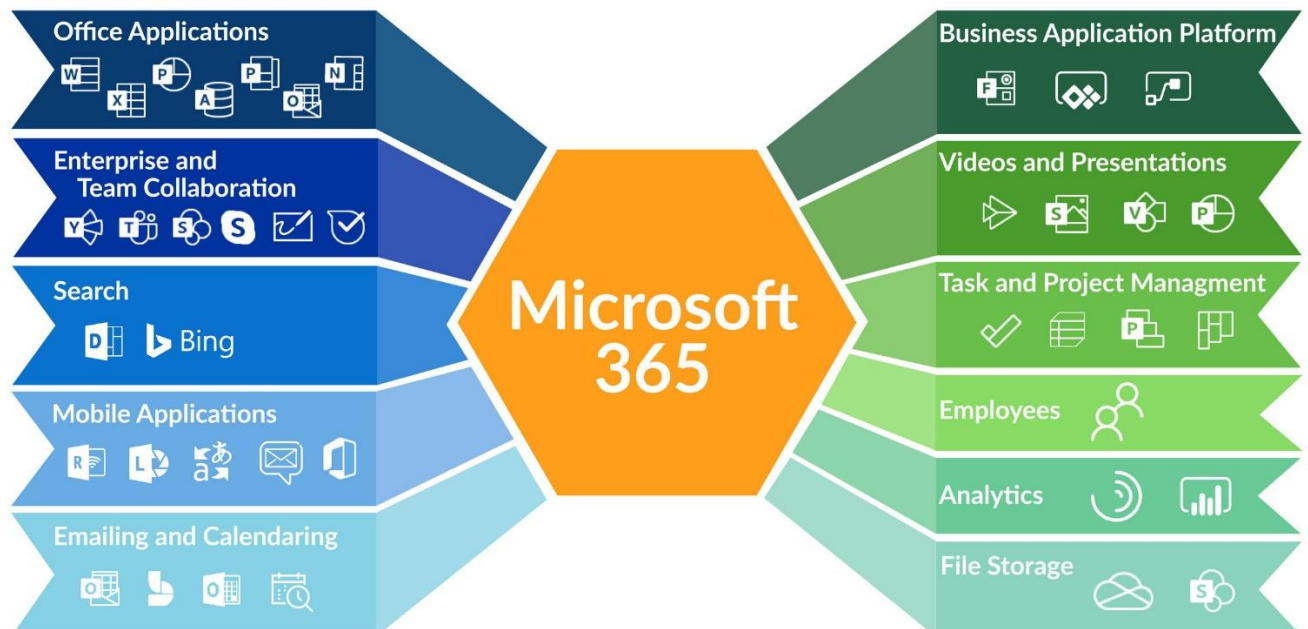 Office Applications
W X P A P O N
Enterprise and
Team Collaboration
Y T S S
Search
D Bing
Mobile Applications
R L a あ
Emailing and Calendaring
O O
Microsoft
365
Business Application Platform
F
Videos and Presentations
S V P
Task and Project Managment
P
Employees
Analytics
File Storage
S